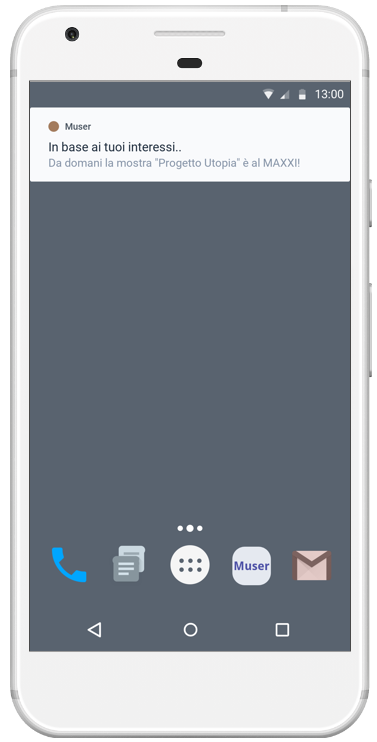 13:00
Muser
In base ai tuoi interessi..
Da domani la mostra "Progetto Utopia" è al MAXXI!
Muser